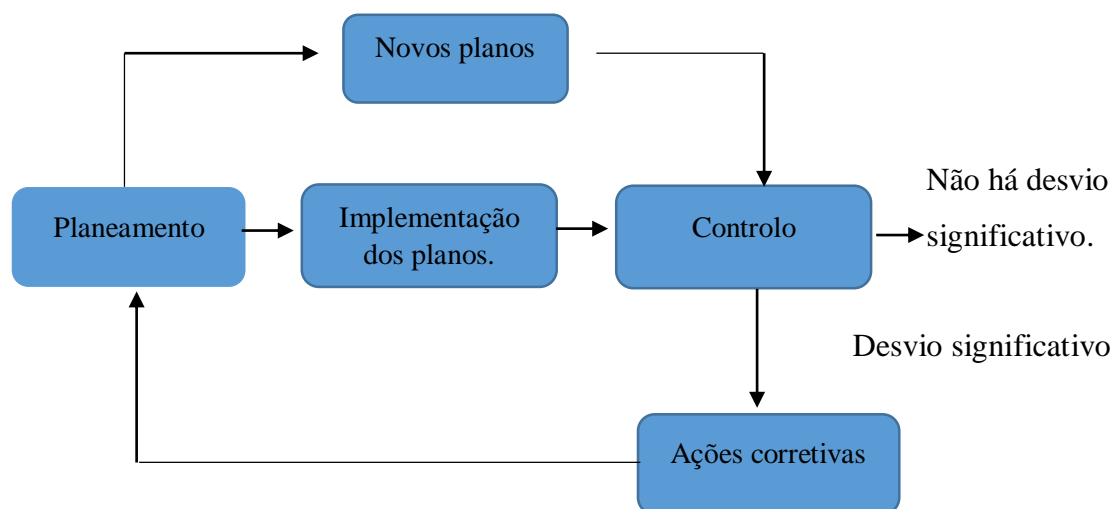 Novos planos
Planeamento
Implementação
dos planos.
Controlo
Não há desvio
significativo.
Desvio significativo
Ações corretivas